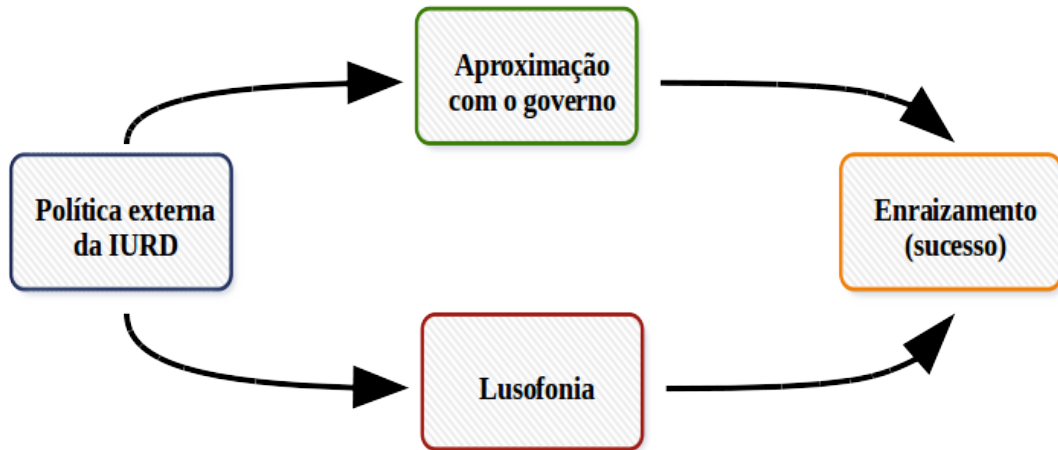 Aproximação
com o governo
Política externa
da IURD
Enraizamento
(sucesso)
Lusofonia